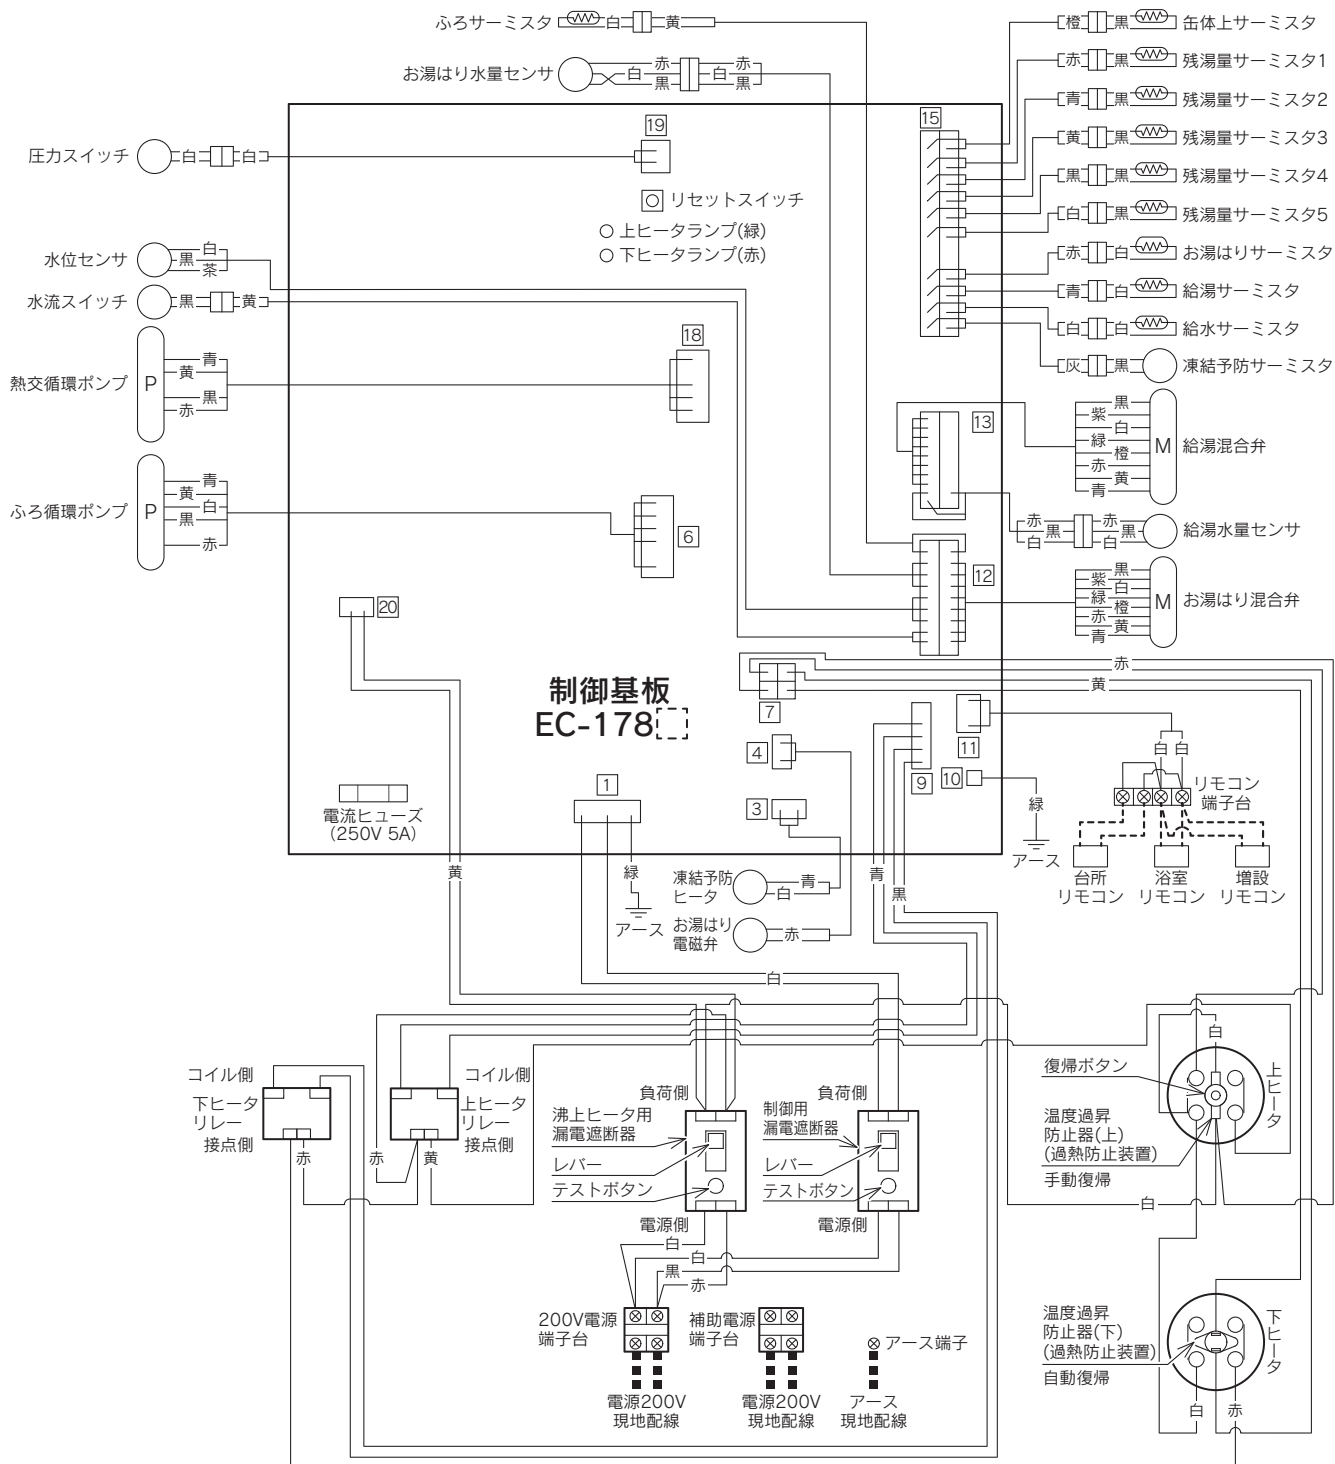 ふろサーミスタ 白 黄
お湯はり水量センサ 赤 白 黒 赤 白 黒
橙 黒 缶体上サーミスタ
赤 黒 残湯量サーミスタ1
青 黒 残湯量サーミスタ2
黄 黒 残湯量サーミスタ3
黒 黒 残湯量サーミスタ4
白 黒 残湯量サーミスタ5
赤 白 お湯はりサーミスタ
青 白 給湯サーミスタ
白 白 給水サーミスタ
灰 黒 凍結予防サーミスタ
15
19
圧力スイッチ 白 白
リセットスイッチ
上ヒータランプ(緑)
下ヒータランプ(赤)
水位センサ 白 黒 茶
水流スイッチ 黒 黄
18
熱交循環ポンプ P 青 黄 黒 赤
13
黒 紫 白 緑 橙 赤 黄 青 M 給湯混合弁
ふろ循環ポンプ P 青 黄 白 黒 赤
6
赤 黒 白 赤 黒 白 給湯水量センサ
12
黒 紫 白 緑 橙 赤 黄 青 M お湯はり混合弁
20
赤
黄
制御基板
EC-178
7
4
11
9
10
1
3
電流ヒューズ
(250V 5A)
白 白
リモコン
端子台
緑
アース
台所
リモコン
浴室
リモコン
増設
リモコン
黄
緑
アース
凍結予防
ヒータ
青
白
お湯はり
電磁弁
赤
青
黒
白
コイル側
下ヒータ
リレー
接点側
赤
コイル側
上ヒータ
リレー
接点側
赤 黄
負荷側
沸上ヒータ用
漏電遮断器
レバー
テストボタン
電源側
負荷側
制御用
漏電遮断器
レバー
テストボタン
電源側
白
復帰ボタン
上ヒータ
温度過昇
防止器(上)
(過熱防止装置)
手動復帰
白
白
白
黒
赤
200V電源
端子台
補助電源
端子台
アース端子
電源200V
現地配線
電源200V
現地配線
アース
現地配線
温度過昇
防止器(下)
(過熱防止装置)
自動復帰
下ヒータ
白 赤